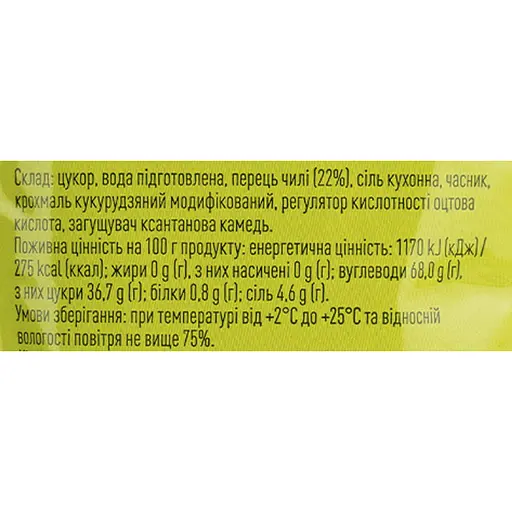 Склад: цукор, вода підготовлена, перець чилі (22%), сіль кухонна, часник,
крохмаль кукурудзяний модифікований, регулятор кислотності оцтова
кислота, загущувач ксантанова камедь.
Поживна цінність на 100 г продукту: енергетична цінність: 1170 kJ (кДж)/
275 kcal (ккал); жири 0 g (г), з них насичені 0 g (г); вуглеводи 68,0 g (г),
з них цукри 36,7 g (г); білки 0,8 g (г); сіль 4,6 g (г).
Умови зберігання: при температурі від +2°С до +25°С та відносній
вологості повітря не вище 75%.